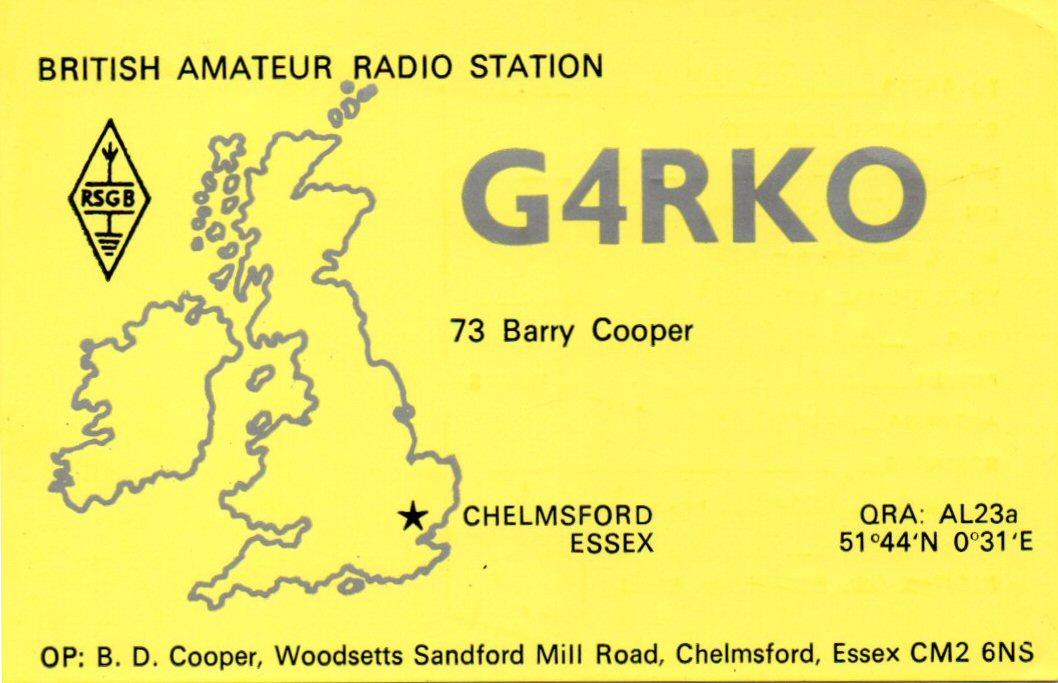 BRITISH AMATEUR RADIO STATION
RSGB
G4RKO
73 Barry Cooper
CHELMSFORD
ESSEX
QRA: AL23a
51°44'N 0°31'E
OP: B. D. Cooper, Woodsetts Sandford Mill Road, Chelmsford, Essex CM2 6NS